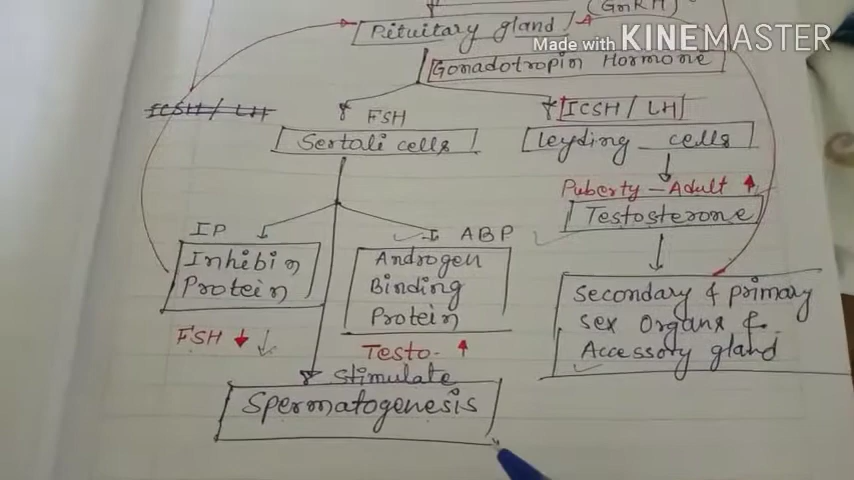 (GnRH)
Pituitary gland
Made with KINEMASTER
Gonadotropin Hormone
ICSH / LH
FSH
ICSH / LH
Sertali cells
Leyding cells
Puberty - Adult ↑
Testosterone
IP
ABP
Inhibin
Protein
Androgen
Binding
Protein
Secondary & primary
sex organs &
Accessory gland
FSH ↓
Testo- ↑
Stimulate
Spermatogenesis